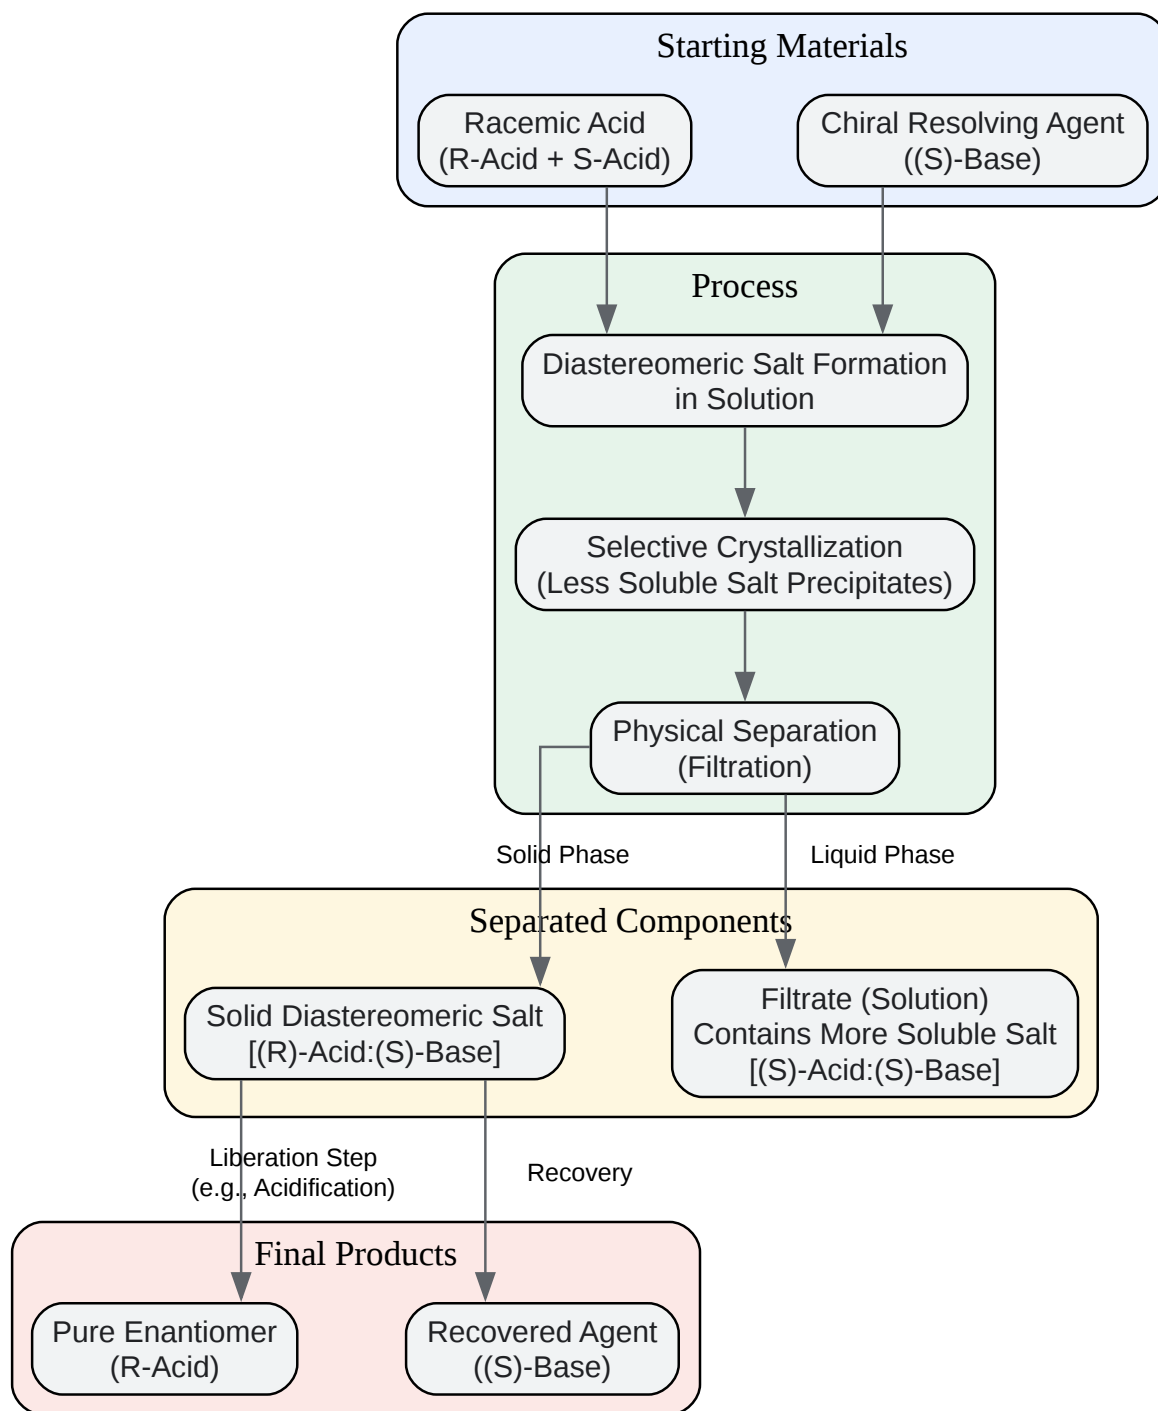 Starting Materials
Racemic Acid
(R-Acid + S-Acid)
Chiral Resolving Agent
((S)-Base)
Process
Diastereomeric Salt Formation
in Solution
Selective Crystallization
(Less Soluble Salt Precipitates)
Physical Separation
(Filtration)
Solid Phase
Liquid Phase
Separated Components
Solid Diastereomeric Salt
[(R)-Acid:(S)-Base]
Filtrate (Solution)
Contains More Soluble Salt
[(S)-Acid:(S)-Base]
Liberation Step
(e.g., Acidification)
Recovery
Final Products
Pure Enantiomer
(R-Acid)
Recovered Agent
((S)-Base)